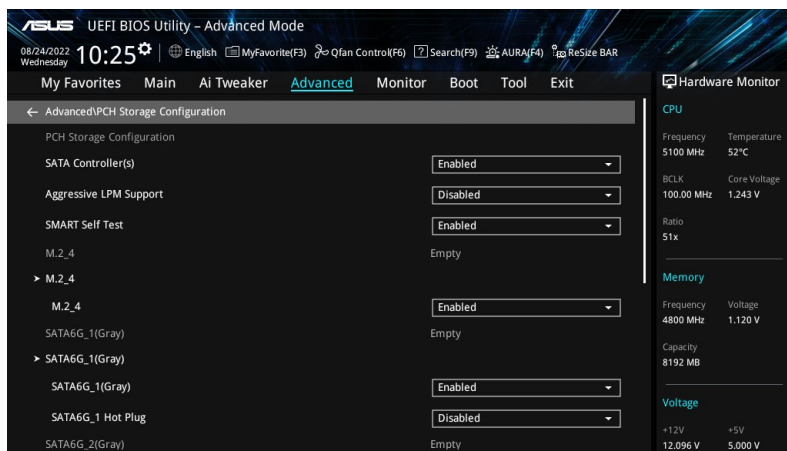 ASUS UEFI BIOS Utility – Advanced Mode
08/24/2022 Wednesday 10:25 English MyFavorite(F3) Qfan Control(F6) ? Search(F9) AURA(F4) ReSize BAR
My Favorites Main Ai Tweaker Advanced Monitor Boot Tool Exit
← Advanced\PCH Storage Configuration
PCH Storage Configuration
SATA Controller(s) Enabled
Aggressive LPM Support Disabled
SMART Self Test Enabled
M.2_4 Empty
> M.2_4
M.2_4 Enabled
SATA6G_1(Gray) Empty
> SATA6G_1(Gray)
SATA6G_1(Gray) Enabled
SATA6G_1 Hot Plug Disabled
SATA6G_2(Gray) Empty
Hardware Monitor
CPU
Frequency Temperature
5100 MHz 52°C
BCLK Core Voltage
100.00 MHz 1.243 V
Ratio
51x
Memory
Frequency Voltage
4800 MHz 1.120 V
Capacity
8192 MB
Voltage
+12V +5V
12.096 V 5.000 V